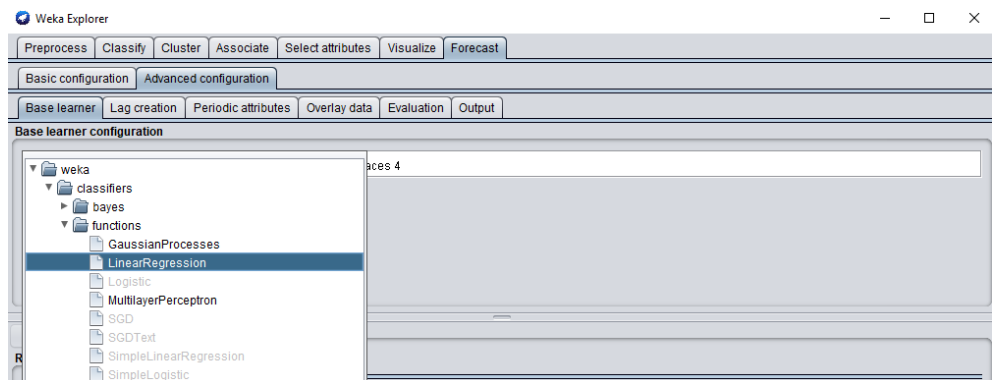 Weka Explorer
Preprocess Classify Cluster Associate Select attributes Visualize Forecast
Basic configuration Advanced configuration
Base learner Lag creation Periodic attributes Overlay data Evaluation Output
Base learner configuration
weka
4
classifiers
bayes
functions
GaussianProcesses
LinearRegression
Logistic
MultilayerPerceptron
SGD
SGDText
SimpleLinearRegression
R
SimpleLogistic